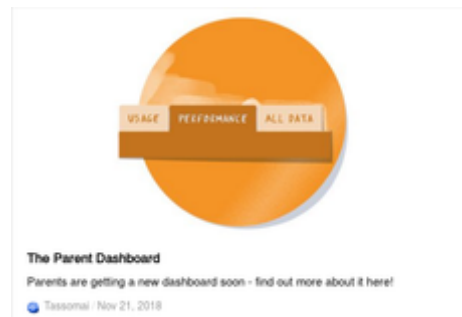 USAGE PERFORMANCE ALL DATA
The Parent Dashboard
Parents are getting a new dashboard soon - find out more about it here!
Tassomai / Nov 21, 2018